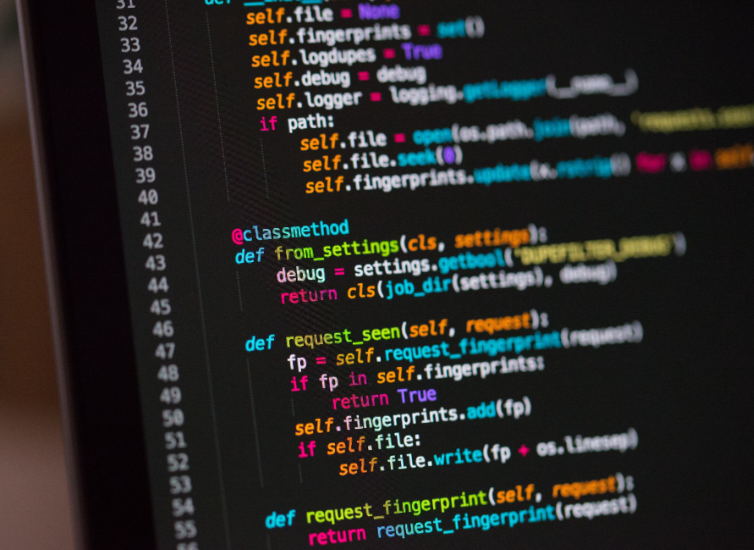 31 def __init__(
32 self.file = None
33 self.fingerprints = set()
34 self.logdupes = True
35 self.debug = debug
36 self.logger = logging.getLogger(__name__)
37 if path:
38 self.file = open(os.path.join(path,
39 self.file.seek(0)
40 self.fingerprints.update(x.rstrip() for x in self
41
42 @classmethod
43 def from_settings(cls, settings):
44 debug = settings.getbool('DUPEFILTER_DEBUG')
45 return cls(job_dir(settings), debug)
46
47 def request_seen(self, request):
48 fp = self.request_fingerprint(request)
49 if fp in self.fingerprints:
50 return True
51 self.fingerprints.add(fp)
52 if self.file:
53 self.file.write(fp + os.linesep)
54
55 def request_fingerprint(self, request):
return request_fingerprint(request)